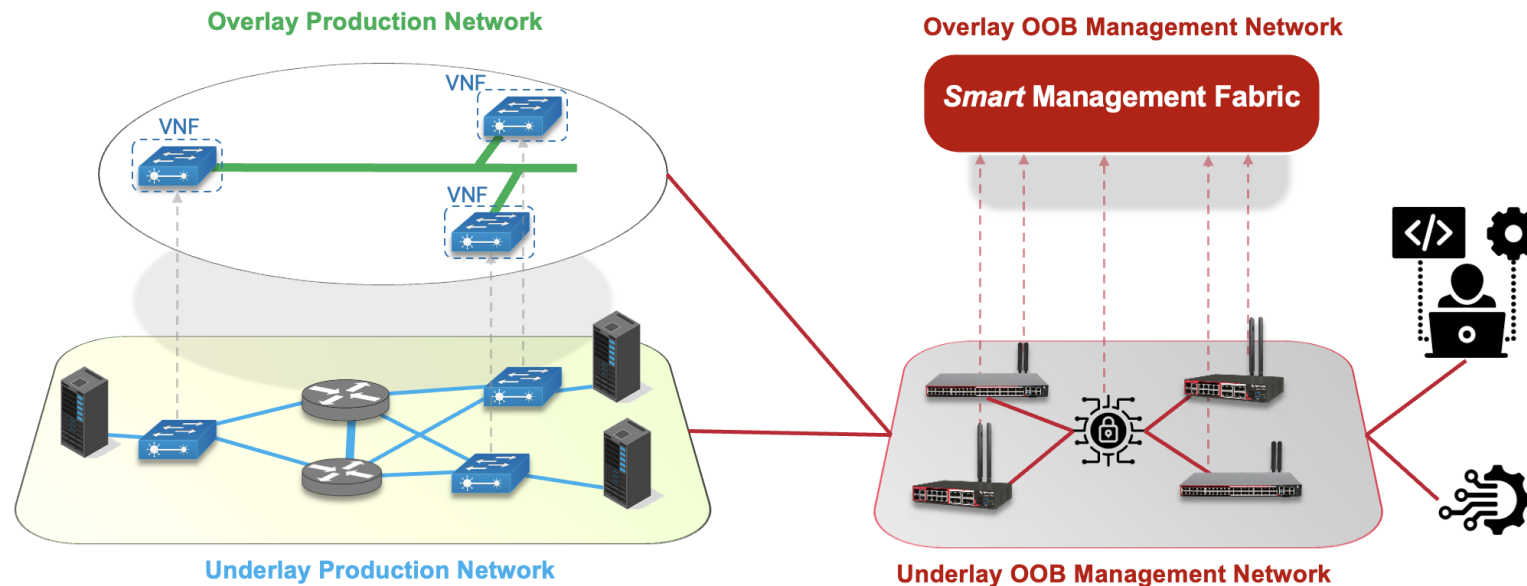 Overlay Production Network
Overlay OOB Management Network
VNF
VNF
VNF
Smart Management Fabric
</>
Underlay Production Network
Underlay OOB Management Network